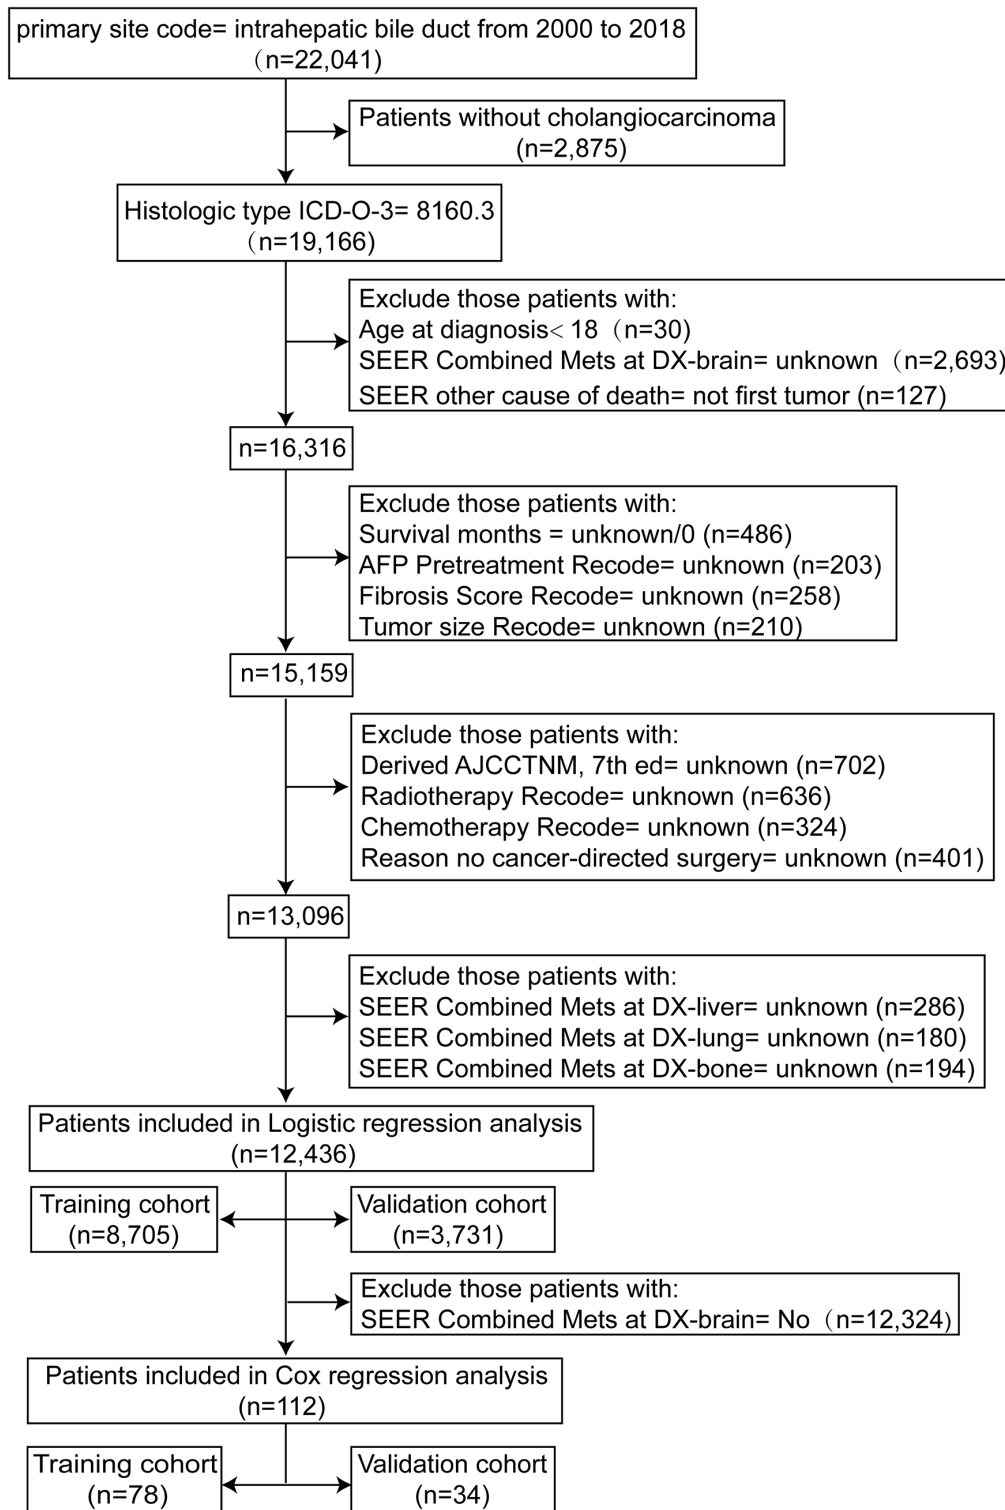 primary site code= intrahepatic bile duct from 2000 to 2018
（n=22,041)
Patients without cholangiocarcinoma
(n=2,875)
Histologic type ICD-O-3= 8160.3
（n=19,166)
Exclude those patients with:
Age at diagnosis< 18（n=30)
SEER Combined Mets at DX-brain= unknown（n=2,693)
SEER other cause of death= not first tumor (n=127)
n=16,316
Exclude those patients with:
Survival months = unknown/0 (n=486)
AFP Pretreatment Recode= unknown (n=203)
Fibrosis Score Recode= unknown (n=258)
Tumor size Recode= unknown (n=210)
n=15,159
Exclude those patients with:
Derived AJCCTNM, 7th ed= unknown (n=702)
Radiotherapy Recode= unknown (n=636)
Chemotherapy Recode= unknown (n=324)
Reason no cancer-directed surgery= unknown (n=401)
n=13,096
Exclude those patients with:
SEER Combined Mets at DX-liver= unknown (n=286)
SEER Combined Mets at DX-lung= unknown (n=180)
SEER Combined Mets at DX-bone= unknown (n=194)
Patients included in Logistic regression analysis
(n=12,436)
Training cohort
(n=8,705)
Validation cohort
(n=3,731)
Exclude those patients with:
SEER Combined Mets at DX-brain= No（n=12,324)
Patients included in Cox regression analysis
(n=112)
Training cohort
(n=78)
Validation cohort
(n=34)